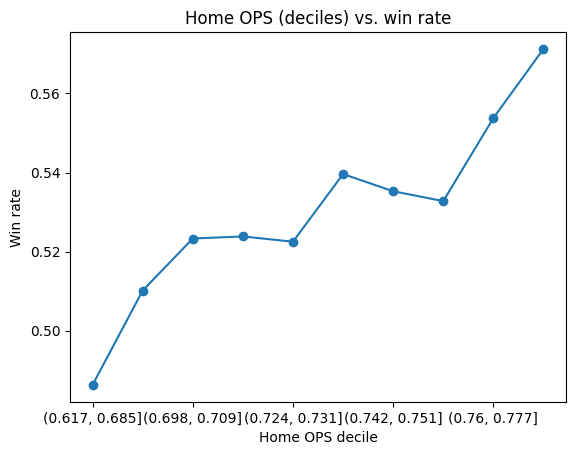 Home OPS (deciles) vs. win rate
Win rate
0.56
0.54
0.52
0.50
(0.617, 0.685] (0.698, 0.709] (0.724, 0.731] (0.742, 0.751] (0.76, 0.777]
Home OPS decile